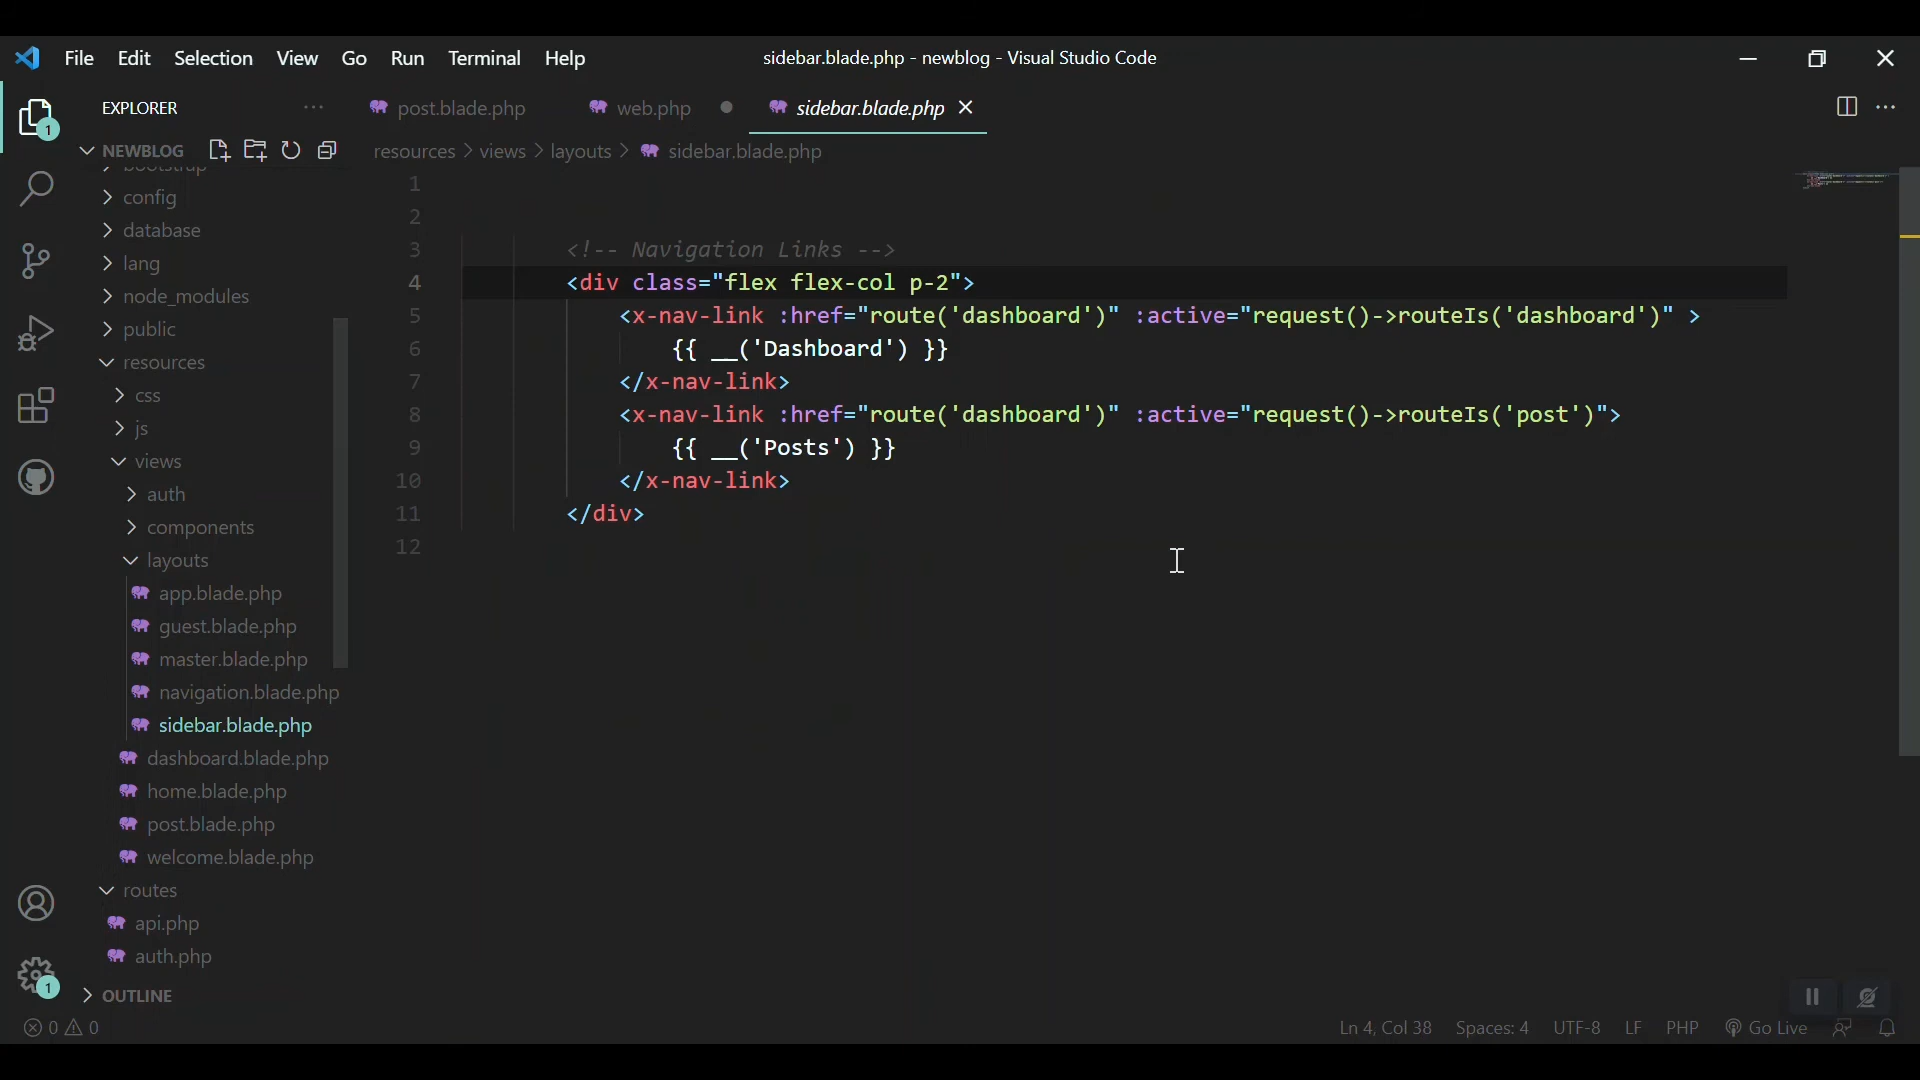 File Edit Selection View Go Run Terminal Help
sidebar.blade.php - newblog - Visual Studio Code
EXPLORER
post.blade.php
web.php
sidebar.blade.php
1
NEWBLOG
resources > views > layouts > sidebar.blade.php
bootstrap
config
database
lang
node_modules
public
resources
css
js
views
auth
components
layouts
app.blade.php
guest.blade.php
master.blade.php
navigation.blade.php
sidebar.blade.php
dashboard.blade.php
home.blade.php
post.blade.php
welcome.blade.php
routes
api.php
auth.php
OUTLINE
1
1
2
3 <!-- Navigation Links -->
4 <div class="flex flex-col p-2">
5 <x-nav-link :href="route('dashboard')" :active="request()->routeIs('dashboard')" >
6 {{ __('Dashboard') }}
7 </x-nav-link>
8 <x-nav-link :href="route('dashboard')" :active="request()->routeIs('post')">
9 {{ __('Posts') }}
10 </x-nav-link>
11 </div>
12
0 0
Ln 4, Col 38 Spaces: 4 UTF-8 LF PHP Go Live